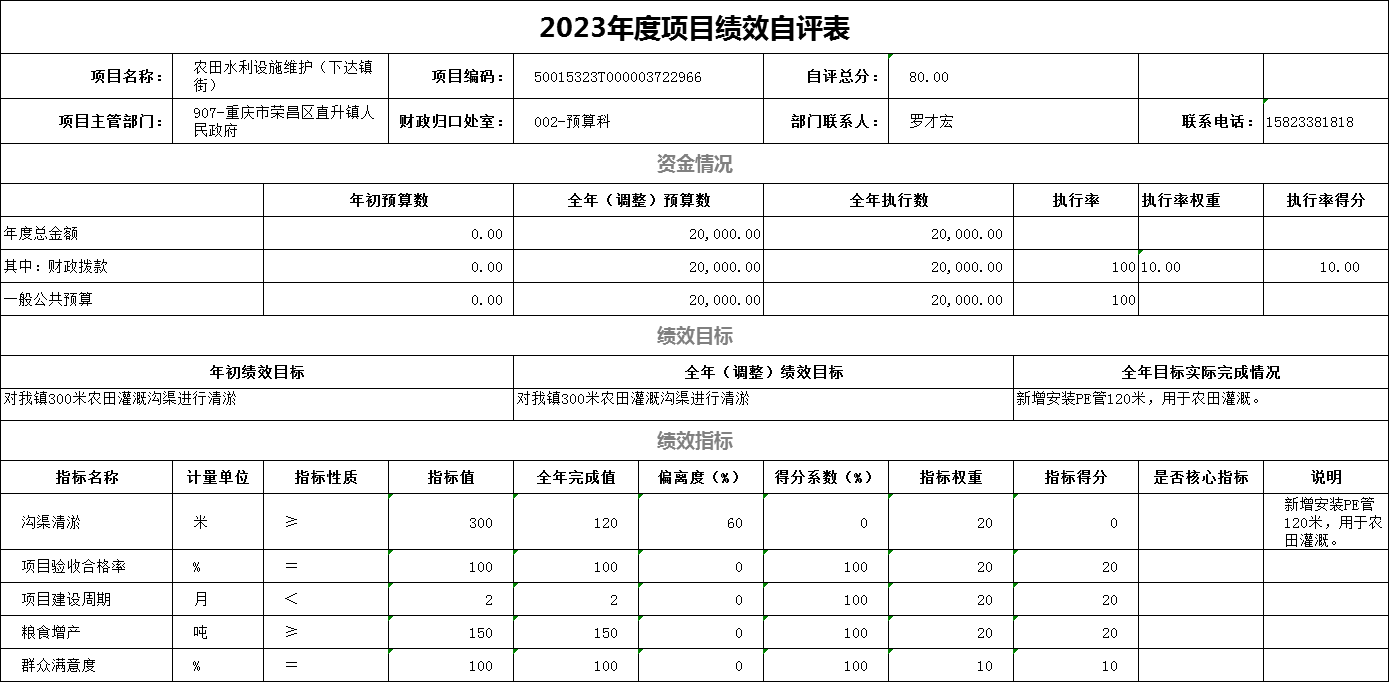 2023年度项目绩效自评表
项目名称： 农田水利设施维护（下达镇街） 项目编码： 50015323T000003722966 自评总分： 80.00
项目主管部门： 907-重庆市荣昌区直升镇人民政府 财政归口处室： 002-预算科 部门联系人： 罗才宏 联系电话： 15823381818
资金情况
年初预算数 全年（调整）预算数 全年执行数 执行率 执行率权重 执行率得分
年度总金额 0.00 20,000.00 20,000.00
其中：财政拨款 0.00 20,000.00 20,000.00 100 10.00 10.00
一般公共预算 0.00 20,000.00 20,000.00 100
绩效目标
年初绩效目标 全年（调整）绩效目标 全年目标实际完成情况
对我镇300米农田灌溉沟渠进行清淤 对我镇300米农田灌溉沟渠进行清淤 新增安装PE管120米，用于农田灌溉。
绩效指标
指标名称 计量单位 指标性质 指标值 全年完成值 偏离度（%） 得分系数（%） 指标权重 指标得分 是否核心指标 说明
沟渠清淤 米 ≥ 300 120 60 0 20 0 新增安装PE管120米，用于农田灌溉。
项目验收合格率 % ＝ 100 100 0 100 20 20
项目建设周期 月 ＜ 2 2 0 100 20 20
粮食增产 吨 ≥ 150 150 0 100 20 20
群众满意度 % ＝ 100 100 0 100 10 10